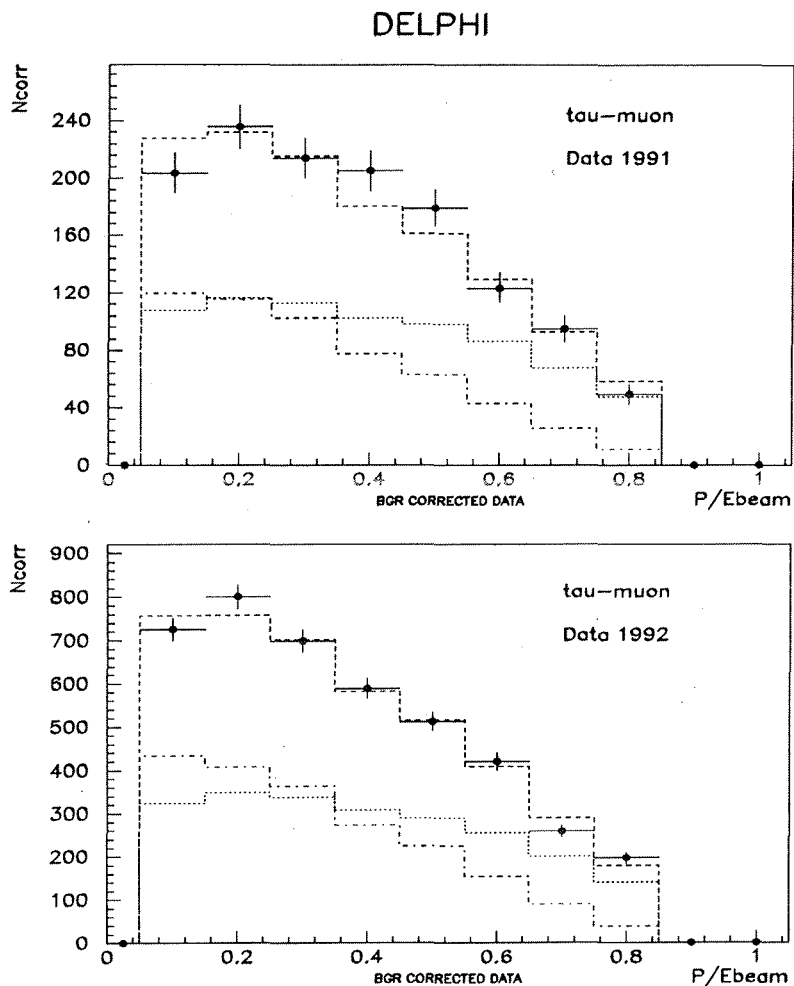 DELPHI
Ncorr
240
200
160
120
80
40
0
tau-muon
Data 1991
0 0,2 0,4 0.6 0.8 1
BGR CORRECTED DATA
P/Ebeam
Ncorr
900
800
700
600
500
400
300
200
100
0
tau-muon
Data 1992
0 0.2 0.4 0.6 0.8 1
BGR CORRECTED DATA
P/Ebeam